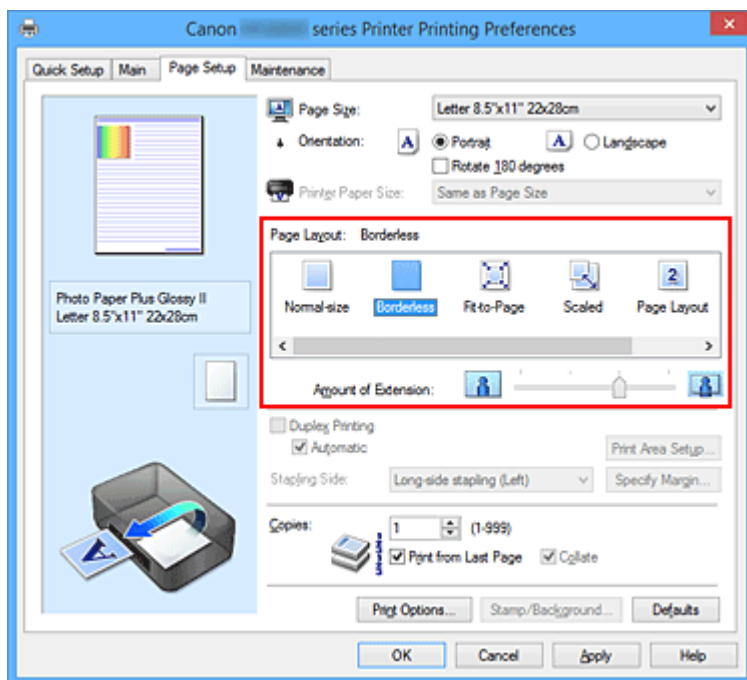 Canon series Printer Printing Preferences
Quick Setup Main Page Setup Maintenance
Page Size: Letter 8.5"x11" 22x28cm
Orientation: A Portrait A Landscape
Rotate 180 degrees
Printer Paper Size: Same as Page Size
Page Layout: Borderless
2
Normal-size Borderless Fit-to-Page Scaled Page Layout
Photo Paper Plus Glossy II
Letter 8.5"x11" 22x28cm
Amount of Extension:
Duplex Printing
Automatic
Print Area Setup...
Stapling Side: Long-side stapling (Left) Specify Margin...
A
Copies: 1 (1-999)
Print from Last Page Collate
Print Options... Stamp/Background... Defaults
OK Cancel Apply Help